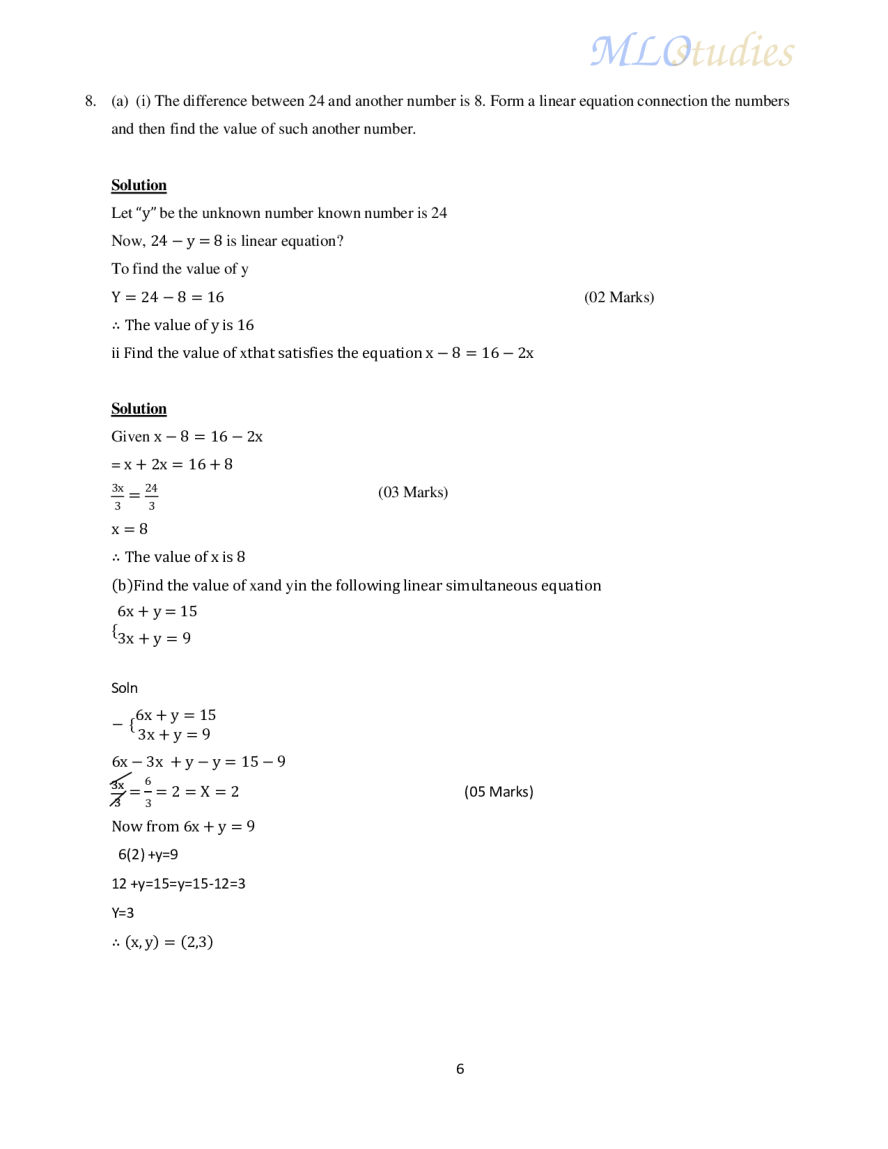 MLOstudies
8. (a) (i) The difference between 24 and another number is 8. Form a linear equation connection the numbers
and then find the value of such another number.
Solution
Let “y” be the unknown number known number is 24
Now, 24 − y = 8 is linear equation?
To find the value of y
Y = 24 − 8 = 16 (02 Marks)
∴ The value of y is 16
ii Find the value of xthat satisfies the equation x − 8 = 16 − 2x
Solution
Given x − 8 = 16 − 2x
= x + 2x = 16 + 8
3x/3 = 24/3 (03 Marks)
x = 8
∴ The value of x is 8
(b)Find the value of xand yin the following linear simultaneous equation
6x + y = 15
{3x + y = 9
Soln
− {6x + y = 15
3x + y = 9
6x − 3x + y − y = 15 − 9
3x/3 = 6/3 = 2 = X = 2 (05 Marks)
Now from 6x + y = 9
6(2) +y=9
12 +y=15=y=15-12=3
Y=3
∴ (x, y) = (2,3)
6